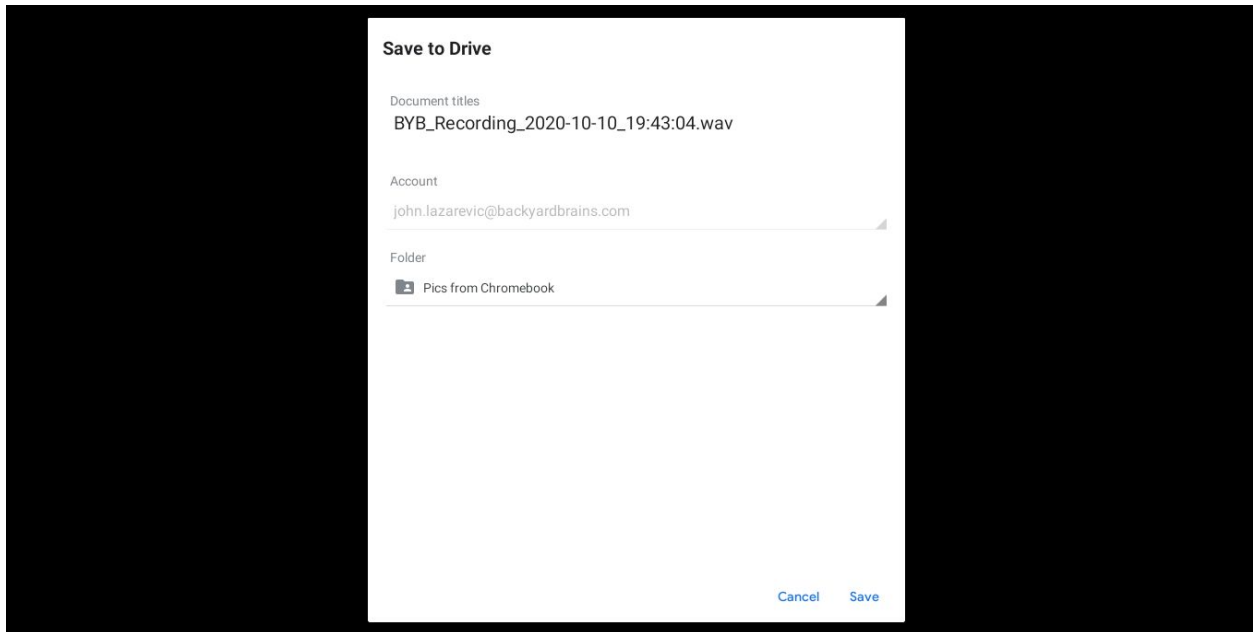 Save to Drive
Document titles
BYB_Recording_2020-10-10_19:43:04.wav
Account
john.lazarevic@backyardbrains.com
Folder
Pics from Chromebook
Cancel Save